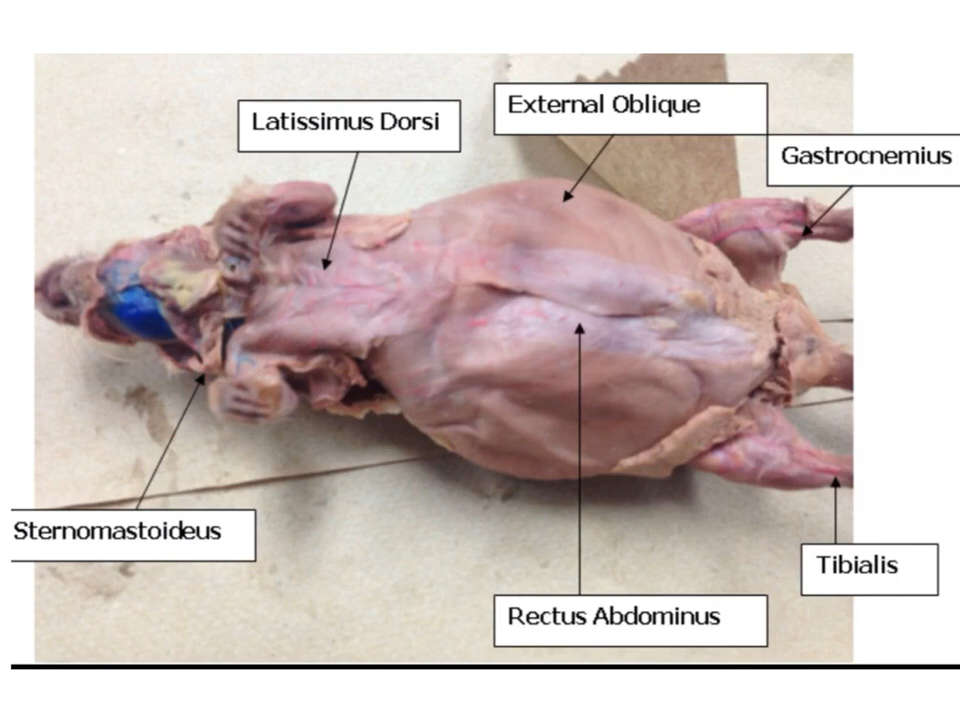 External Oblique
Latissimus Dorsi
Gastrocnemius
Sternomastoideus
Tibialis
Rectus Abdominus